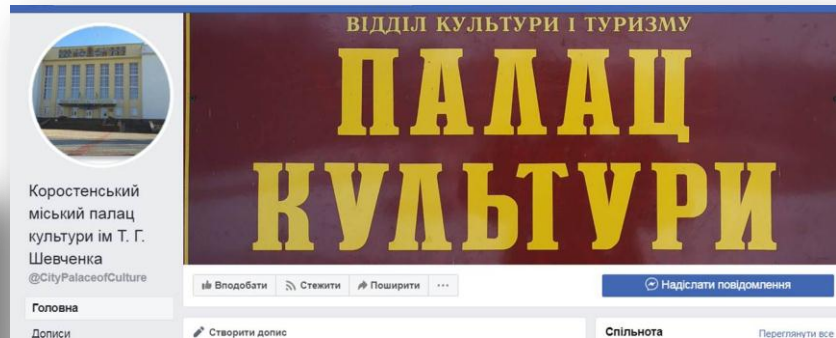 ВІДДІЛ КУЛЬТУРИ І ТУРИЗМУ
ПАЛАЦ
КУЛЬТУРИ
Коростенський
міський палац
культури ім Т. Г.
Шевченка
@CityPalaceofCulture
Головна
Дописи
Вподобати Стежити Поширити ...
Надіслати повідомлення
Створити допис
Спільнота Переглянути все